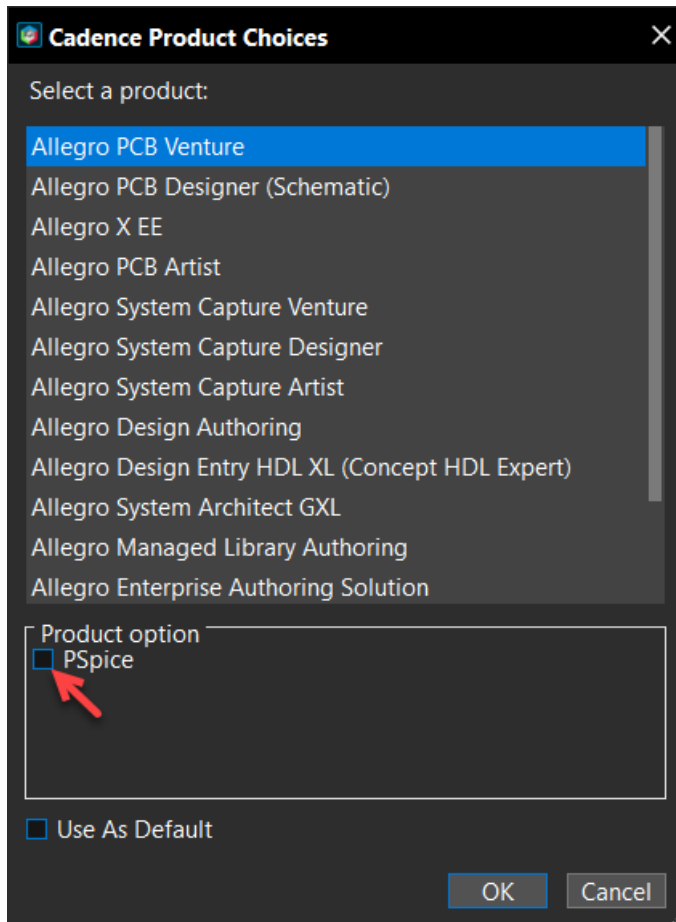 Cadence Product Choices
Select a product:
Allegro PCB Venture
Allegro PCB Designer (Schematic)
Allegro X EE
Allegro PCB Artist
Allegro System Capture Venture
Allegro System Capture Designer
Allegro System Capture Artist
Allegro Design Authoring
Allegro Design Entry HDL XL (Concept HDL Expert)
Allegro System Architect GXL
Allegro Managed Library Authoring
Allegro Enterprise Authoring Solution
Product option
PSpice
Use As Default
OK Cancel